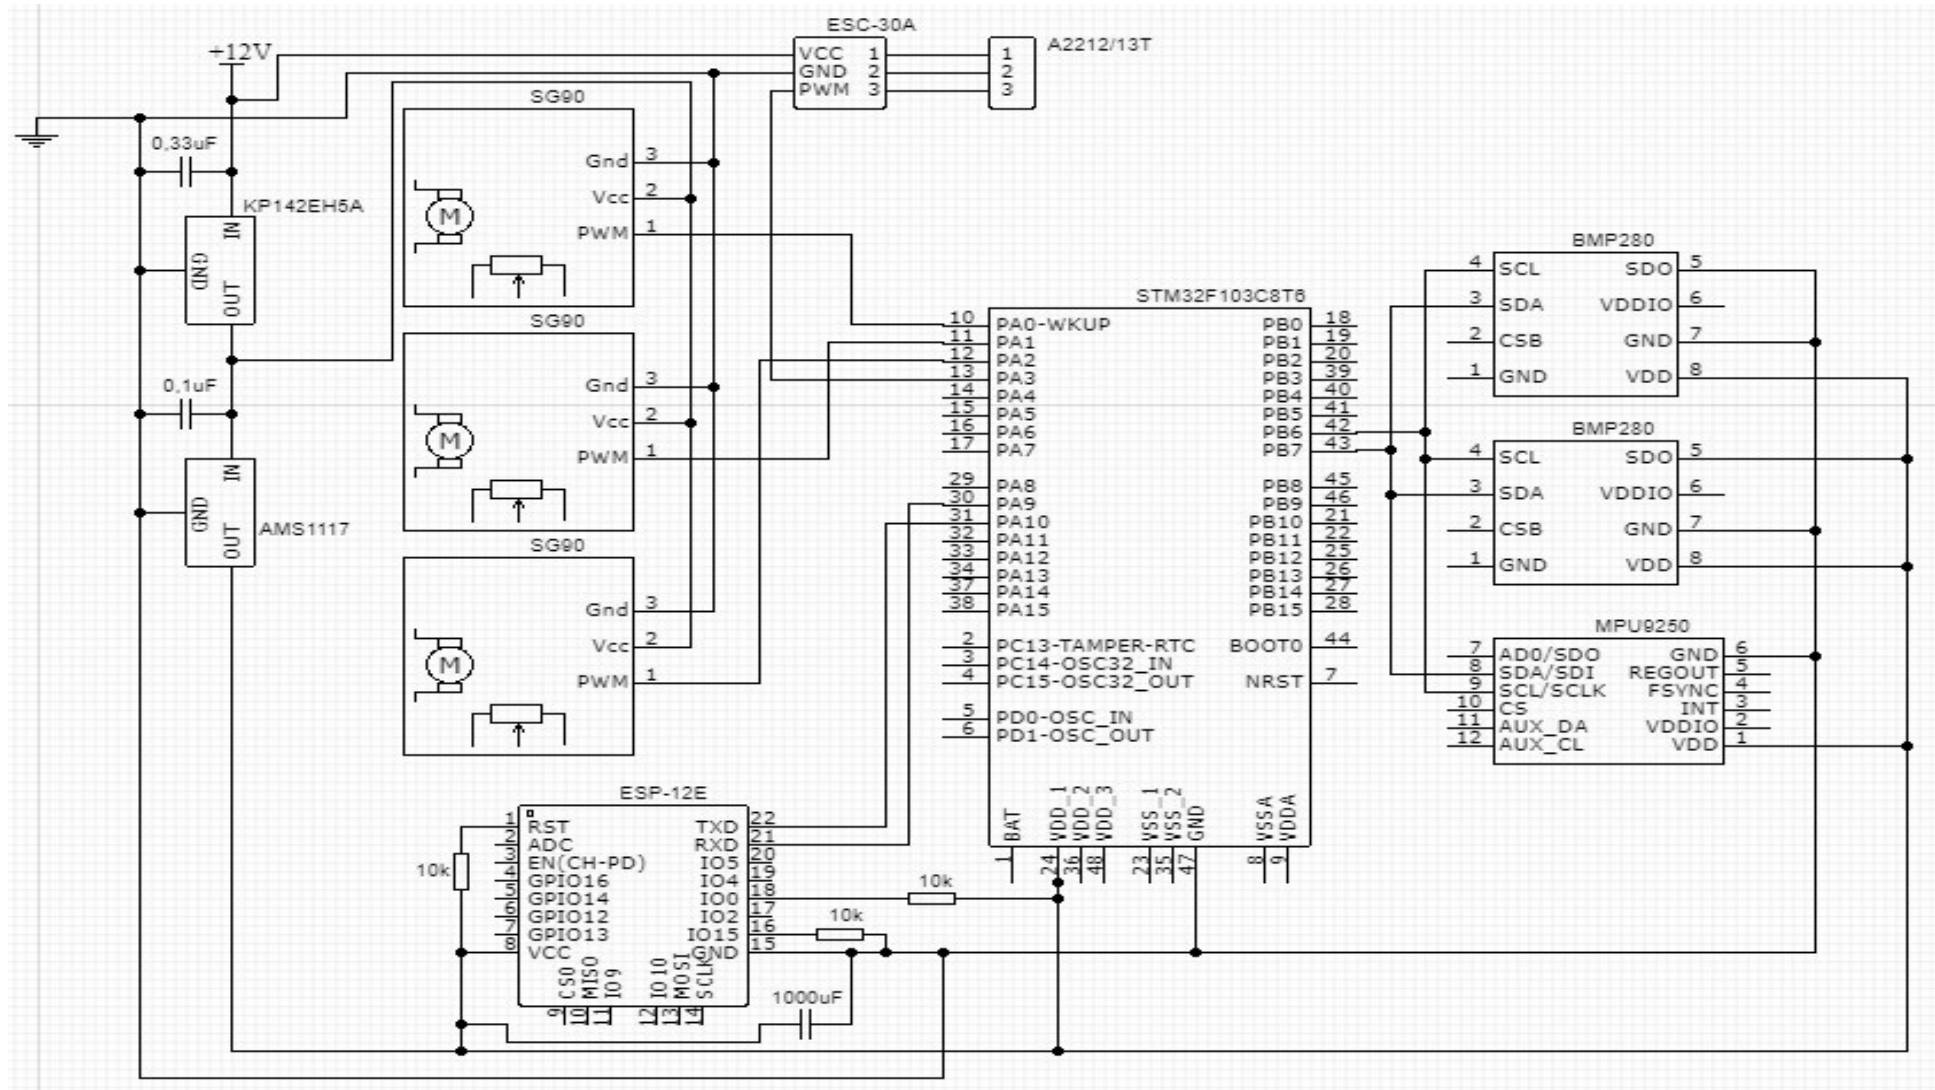 ESC-30A
A2212/13T
+12V
VCC 1
GND 2
PWM 3
1
2
3
0,33uF
KP142EH5A
IN
GND
OUT
0,1uF
IN
GND
OUT
AMS1117
SG90
Gnd 3
Vcc 2
PWM 1
M
SG90
Gnd 3
Vcc 2
PWM 1
M
SG90
Gnd 3
Vcc 2
PWM 1
M
STM32F103C8T6
10 PA0-WKUP PB0 18
11 PA1 PB1 19
12 PA2 PB2 20
13 PA3 PB3 39
14 PA4 PB4 40
15 PA5 PB5 41
16 PA6 PB6 42
17 PA7 PB7 43
29 PA8 PB8 45
30 PA9 PB9 46
31 PA10 PB10 21
32 PA11 PB11 22
33 PA12 PB12 25
34 PA13 PB13 26
37 PA14 PB14 27
38 PA15 PB15 28
2 PC13-TAMPER-RTC BOOT0 44
3 PC14-OSC32_IN
4 PC15-OSC32_OUT NRST 7
5 PD0-OSC_IN
6 PD1-OSC_OUT
BAT VDD_1 VDD_2 VDD_3 VSS_1 VSS_2 GND VSSA VDDA
1 24 36 48 23 35 47 8 9
BMP280
4 SCL SDO 5
3 SDA VDDIO 6
2 CSB GND 7
1 GND VDD 8
BMP280
4 SCL SDO 5
3 SDA VDDIO 6
2 CSB GND 7
1 GND VDD 8
MPU9250
7 AD0/SDO GND 6
8 SDA/SDI REGOUT 5
9 SCL/SCLK FSYNC 4
10 CS INT 3
11 AUX_DA VDDIO 2
12 AUX_CL VDD 1
ESP-12E
1 RST TXD 22
2 ADC RXD 21
3 EN(CH-PD) IO5 20
4 GPIO16 IO4 19
5 GPIO14 IO0 18
6 GPIO12 IO2 17
7 GPIO13 IO15 16
8 VCC GND 15
CS0 MISO IO9 IO10 MOSI SCLK
9 10 11 12 13 14
10k
10k
10k
1000uF